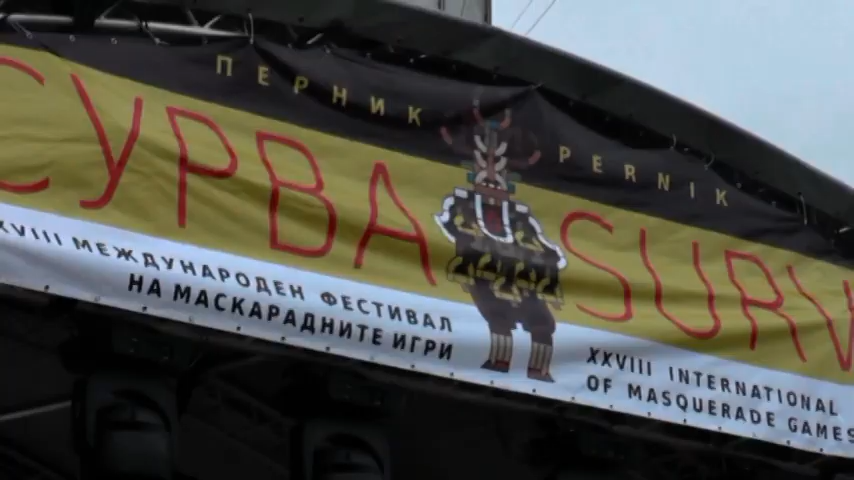 ПЕРНИК
СУРВА
XVIII МЕЖДУНАРОДЕН ФЕСТИВАЛ
НА МАСКАРАДНИТЕ ИГРИ
PERNIK
SURV
XXVIII INTERNATIONAL
OF MASQUERADE GAMES